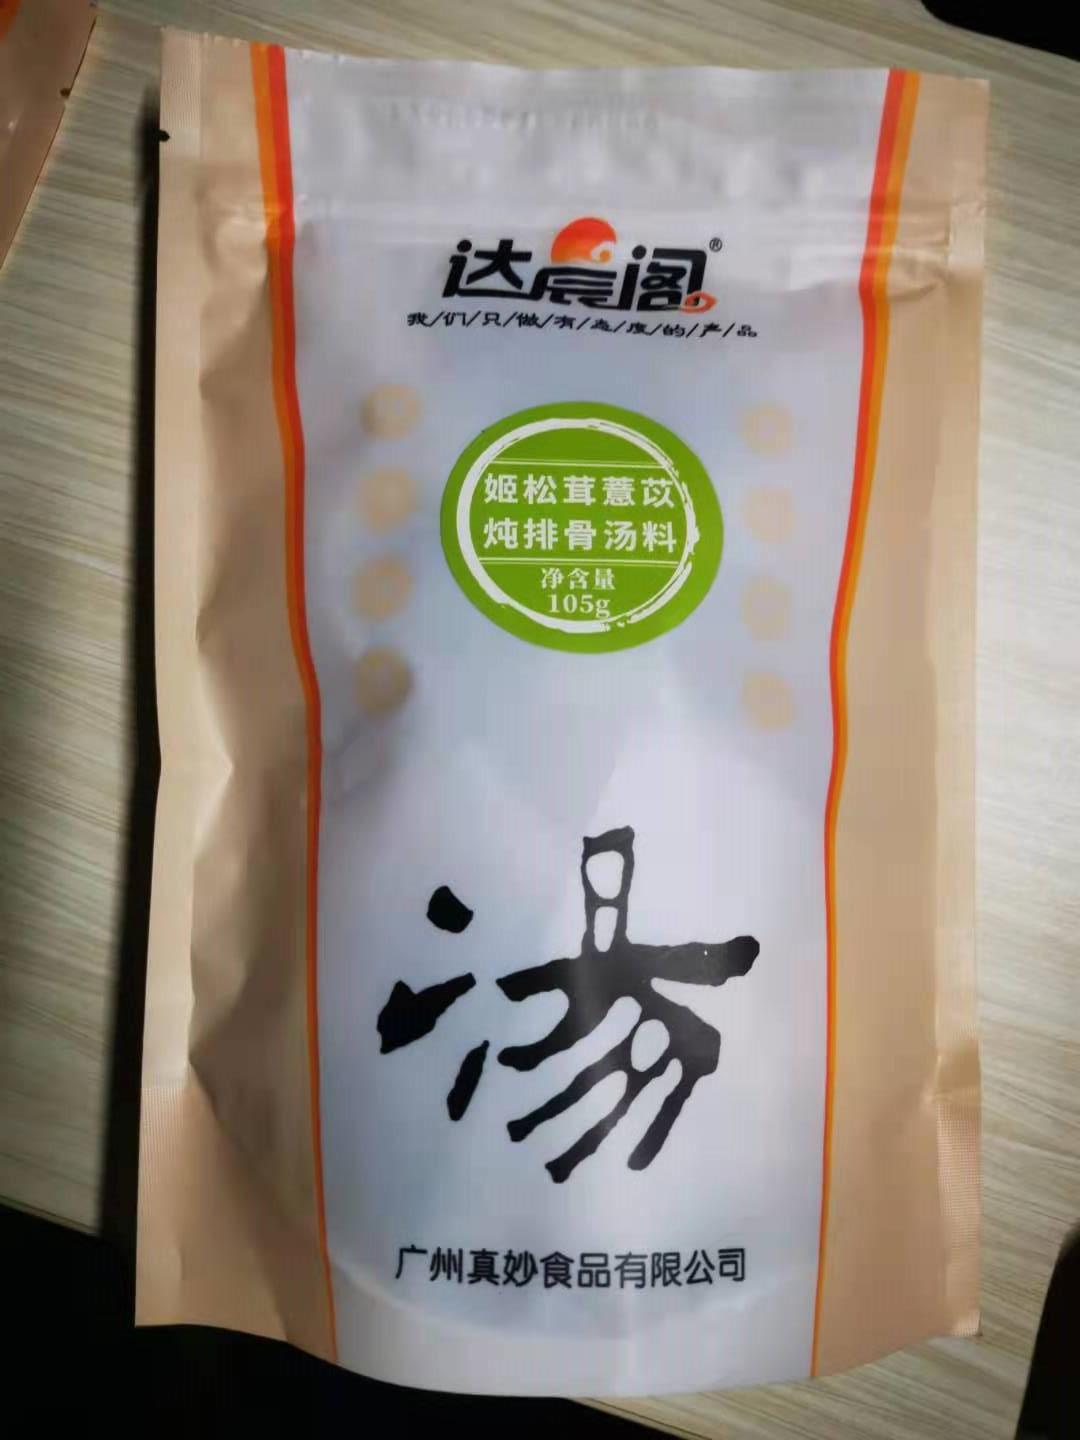 达晨阁®
我/们/只/做/有/态/度/的/产/品
姬松茸薏苡
炖排骨汤料
净含量
105g
汤
广州真妙食品有限公司